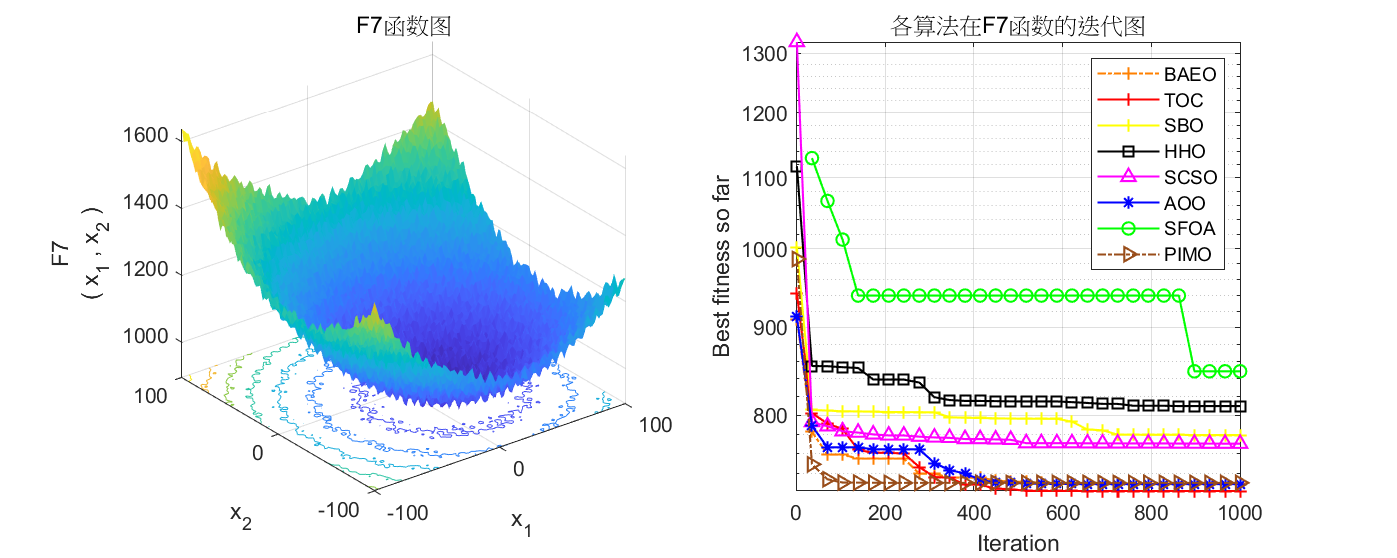 F7函数图
1600
1400
1200
1000
F7
( x1 , x2 )
100
0
-100
x2
-100
0
100
x1
各算法在F7函数的迭代图
1300
1200
1100
1000
900
800
Best fitness so far
0
200
400
600
800
1000
Iteration
BAEO
TOC
SBO
HHO
SCSO
AOO
SFOA
PIMO